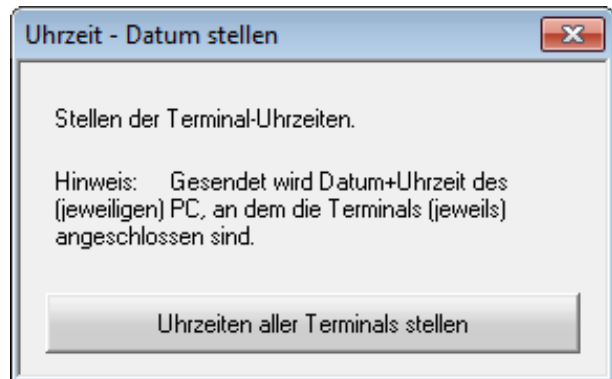 Uhrzeit - Datum stellen
Stellen der Terminal-Uhrzeiten.
Hinweis: Gesendet wird Datum+Uhrzeit des
(jeweiligen) PC, an dem die Terminals (jeweils)
angeschlossen sind.
Uhrzeiten aller Terminals stellen